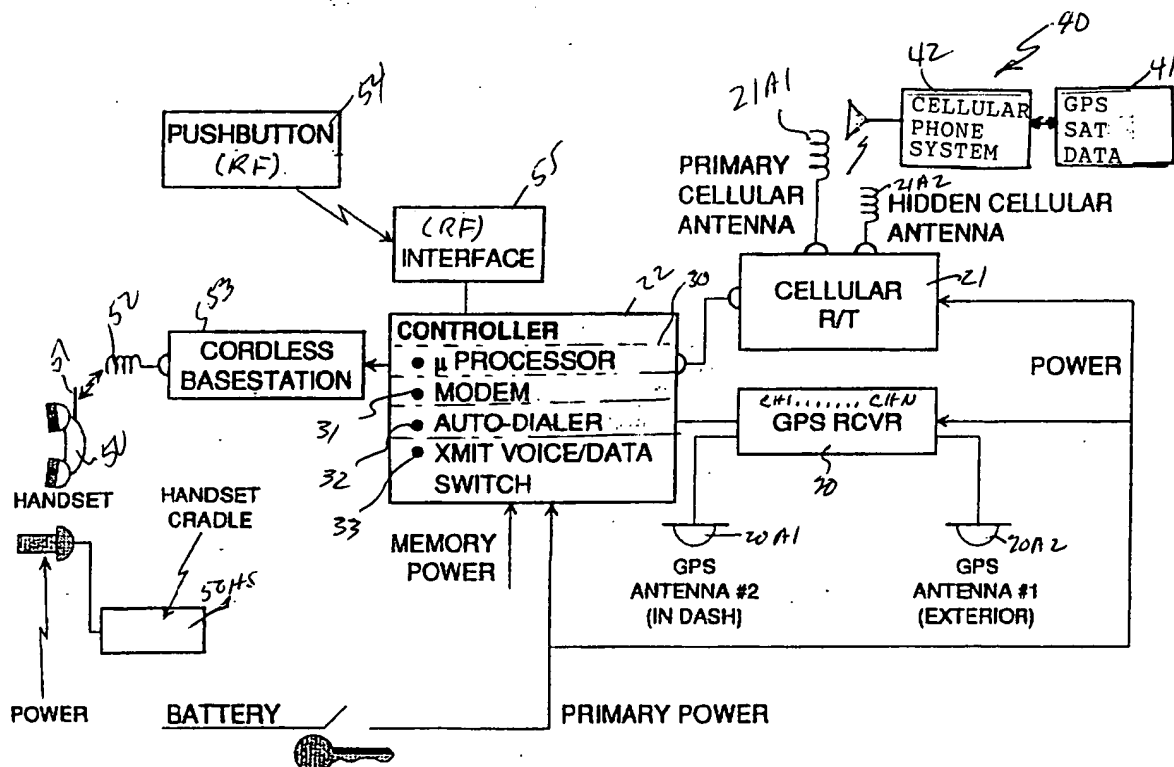 40
42
41
21A1
54
CELLULAR
PHONE
SYSTEM
GPS
SAT
DATA
PUSHBUTTON
(RF)
55
PRIMARY
CELLULAR
ANTENNA
21A2
HIDDEN CELLULAR
ANTENNA
(RF)
INTERFACE
22
30
21
CELLULAR
R/T
52
53
CORDLESS
BASESTATION
CONTROLLER
• μ PROCESSOR
• MODEM
• AUTO-DIALER
• XMIT VOICE/DATA
SWITCH
POWER
CH1....... CHN
GPS RCVR
31
32
33
20
50
HANDSET
HANDSET
CRADLE
MEMORY
POWER
20A1
20A2
GPS
ANTENNA #2
(IN DASH)
GPS
ANTENNA #1
(EXTERIOR)
50HS
POWER
BATTERY
PRIMARY POWER